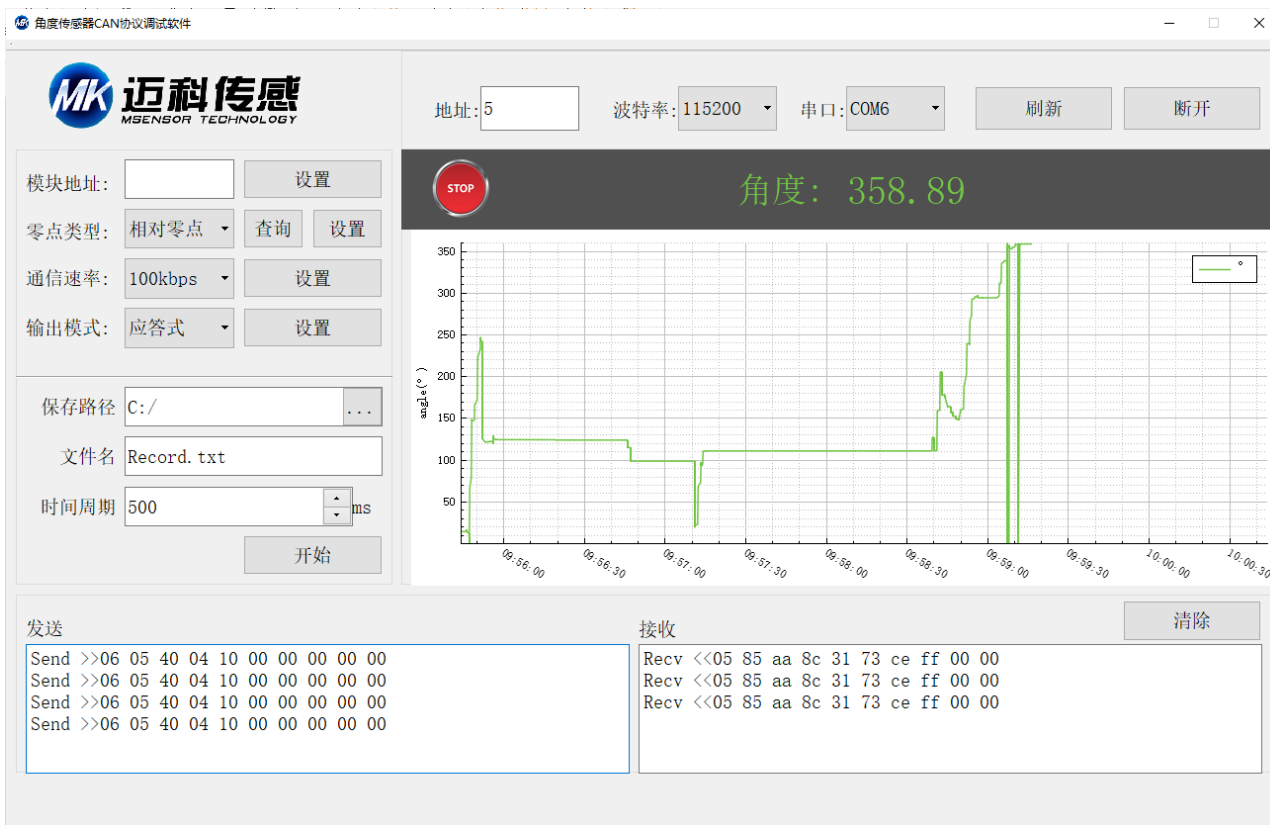 角度传感器CAN协议调试软件
MK 迈科传感
MSENSOR TECHNOLOGY
地址: 5 波特率: 115200 串口: COM6 刷新 断开
模块地址: 设置
零点类型: 相对零点 查询 设置
通信速率: 100kbps 设置
输出模式: 应答式 设置
保存路径 C:/ ...
文件名 Record.txt
时间周期 500 ms
开始
STOP 角度: 358.89
350
300
250
200
150
100
50
angle(°)
°
09:56:00 09:56:30 09:57:00 09:57:30 09:58:00 09:58:30 09:59:00 09:59:30 10:00:00 10:00:30
清除
发送
Send >>06 05 40 04 10 00 00 00 00 00
Send >>06 05 40 04 10 00 00 00 00 00
Send >>06 05 40 04 10 00 00 00 00 00
Send >>06 05 40 04 10 00 00 00 00 00
接收
Recv <<05 85 aa 8c 31 73 ce ff 00 00
Recv <<05 85 aa 8c 31 73 ce ff 00 00
Recv <<05 85 aa 8c 31 73 ce ff 00 00